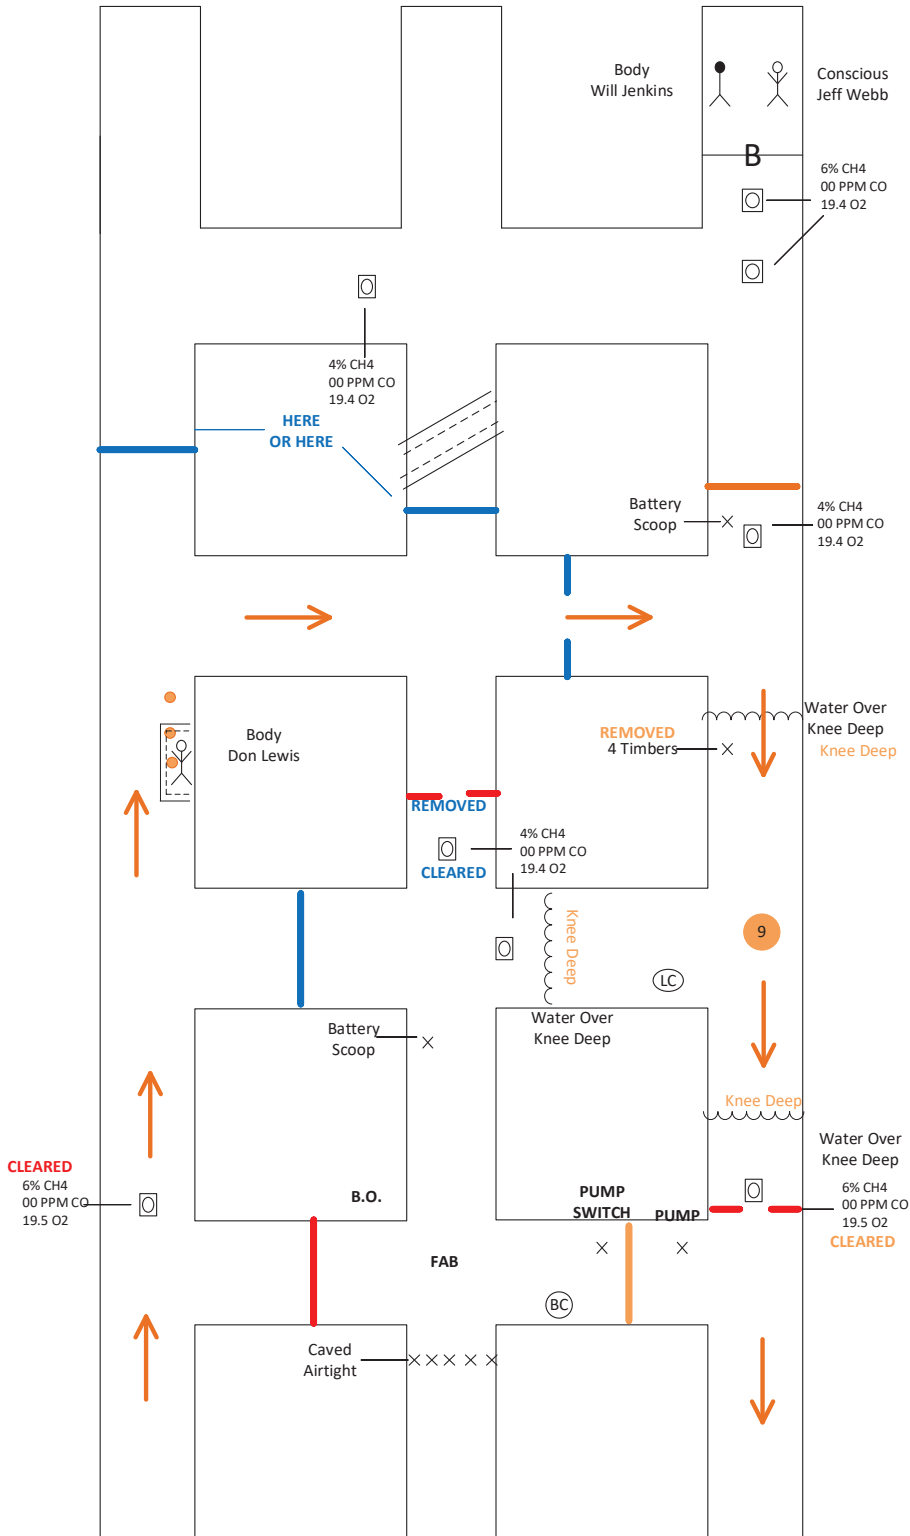 Body
Will Jenkins
Conscious
Jeff Webb
B
6% CH4
00 PPM CO
19.4 O2
4% CH4
00 PPM CO
19.4 O2
HERE
OR HERE
Battery
Scoop
4% CH4
00 PPM CO
19.4 O2
Body
Don Lewis
REMOVED
4 Timbers
Water Over
Knee Deep
Knee Deep
REMOVED
CLEARED
4% CH4
00 PPM CO
19.4 O2
Knee Deep
9
LC
Water Over
Knee Deep
Battery
Scoop
Knee Deep
Water Over
Knee Deep
CLEARED
6% CH4
00 PPM CO
19.5 O2
B.O.
PUMP
SWITCH
PUMP
6% CH4
00 PPM CO
19.5 O2
CLEARED
FAB
BC
Caved
Airtight